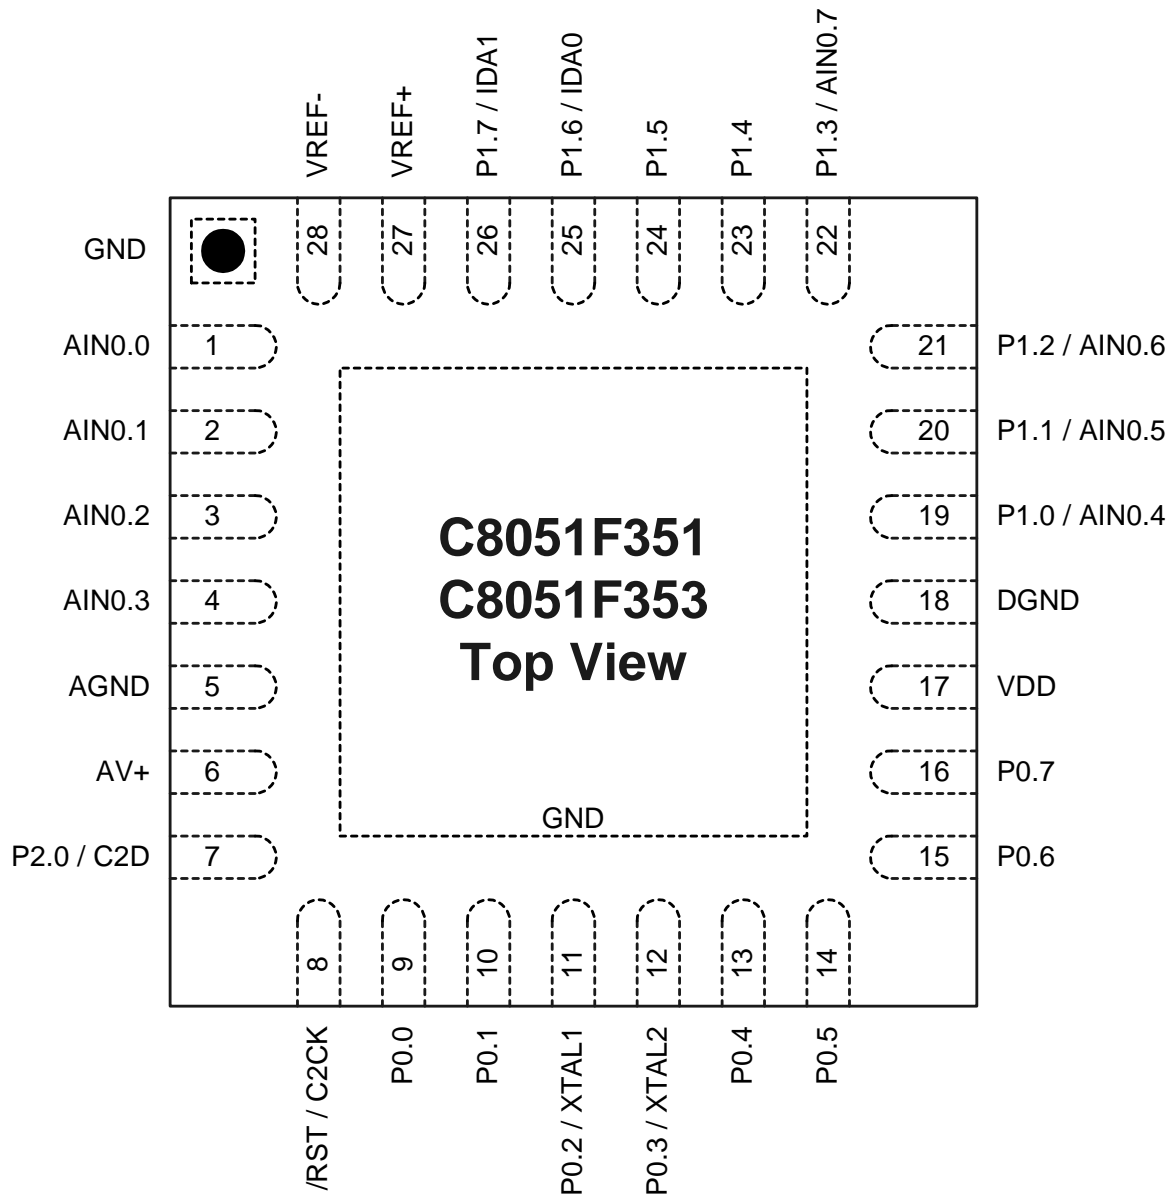 VREF-
VREF+
P1.7 / IDA1
P1.6 / IDA0
P1.5
P1.4
P1.3 / AIN0.7
GND
28
27
26
25
24
23
22
AIN0.0
1
21
P1.2 / AIN0.6
AIN0.1
2
20
P1.1 / AIN0.5
AIN0.2
3
19
P1.0 / AIN0.4
C8051F351
C8051F353
Top View
AIN0.3
4
18
DGND
AGND
5
17
VDD
AV+
6
16
P0.7
GND
P2.0 / C2D
7
15
P0.6
8
9
10
11
12
13
14
/RST / C2CK
P0.0
P0.1
P0.2 / XTAL1
P0.3 / XTAL2
P0.4
P0.5